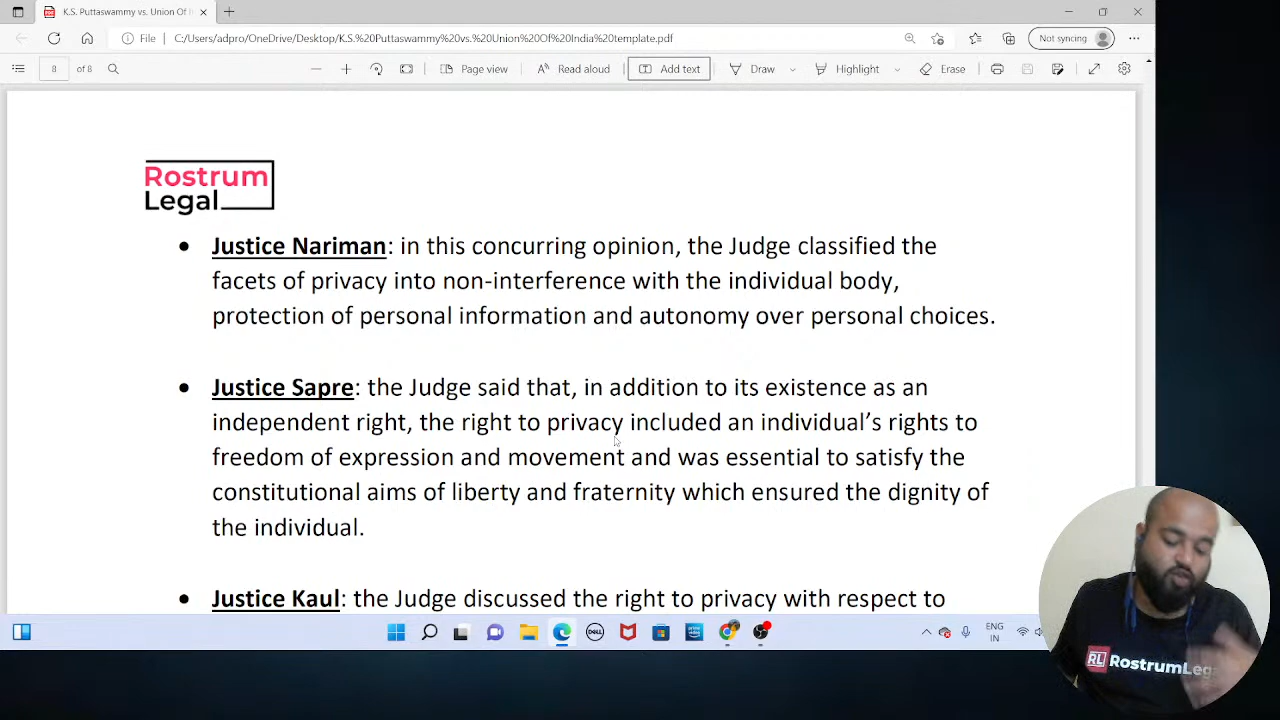 K.S. Puttaswammy vs. Union Of I
File
C:/Users/adpro/OneDrive/Desktop/K.S.%20Puttaswammy%20vs.%20Union%20Of%20India%20template.pdf
Not syncing
8 of 8
Page view
Read aloud
Add text
Draw
Highlight
Erase
Rostrum
Legal
• Justice Nariman: in this concurring opinion, the Judge classified the
facets of privacy into non-interference with the individual body,
protection of personal information and autonomy over personal choices.
• Justice Sapre: the Judge said that, in addition to its existence as an
independent right, the right to privacy included an individual’s rights to
freedom of expression and movement and was essential to satisfy the
constitutional aims of liberty and fraternity which ensured the dignity of
the individual.
• Justice Kaul: the Judge discussed the right to privacy with respect to
DELL
prime video
ENG
IN
RL RostrumLega